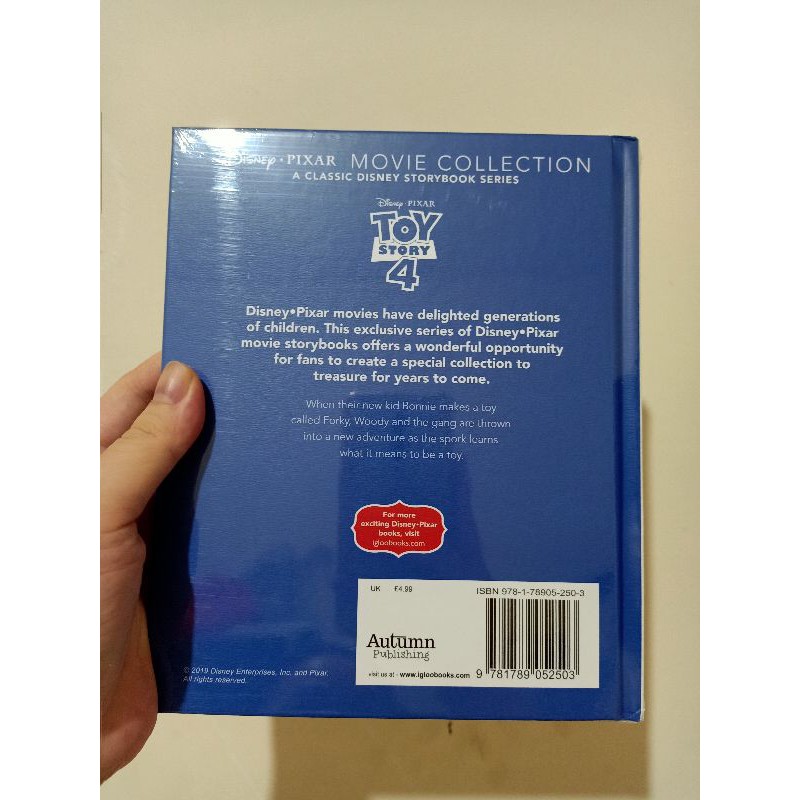 Disney • PIXAR MOVIE COLLECTION
A CLASSIC DISNEY STORYBOOK SERIES
Disney • PIXAR
TOY
STORY
4
Disney•Pixar movies have delighted generations
of children. This exclusive series of Disney•Pixar
movie storybooks offers a wonderful opportunity
for fans to create a special collection to
treasure for years to come.
When their new kid Bonnie makes a toy
called Forky, Woody and the gang are thrown
into a new adventure as the spork learns
what it means to be a toy.
For more
exciting Disney•Pixar
books, visit
igloobooks.com
UK £4.99
ISBN 978-1-78905-250-3
Autumn
Publishing
visit us at - www.igloobooks.com
9 781789 052503
© 2019 Disney Enterprises, Inc. and Pixar.
All rights reserved.